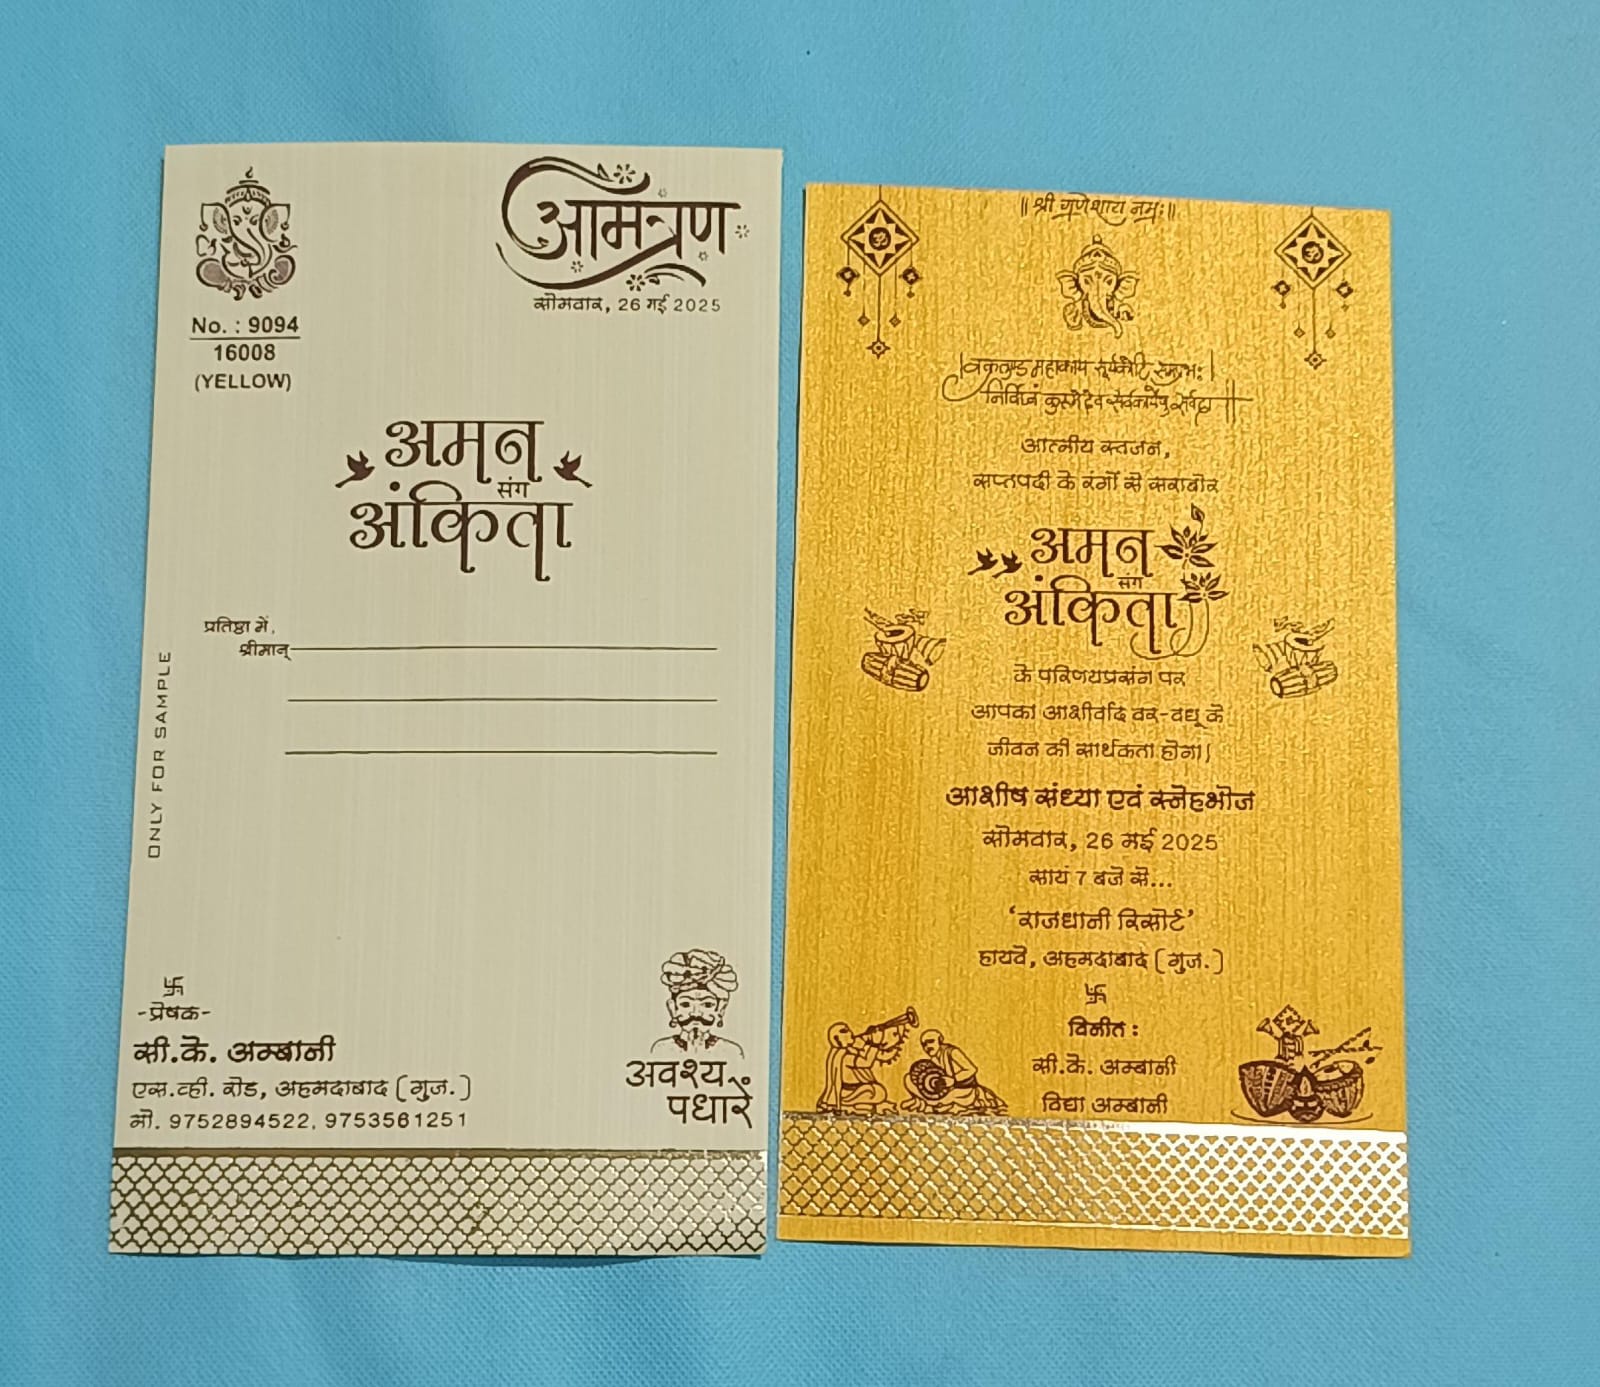 आमंत्रण
सोमवार, 26 मई 2025
No. : 9094
16008
(YELLOW)
अमन
संग
अंकिता
प्रतिष्ठा में,
श्रीमान्
ONLY FOR SAMPLE
卐
-प्रेषक-
सी.के. अम्बानी
एस.व्ही. रोड, अहमदाबाद (गुज.)
मो. 9752894522, 9753561251
अवश्य
पधारें
|| श्री गणेशाय नमः ||
ॐ
ॐ
|वक्रतुण्ड महाकाय सूर्यकोटि समप्रभः|
निर्विघ्नं कुरुमेदेव सर्वकार्येषु सर्वदा ||
आत्मीय स्वजन,
सप्तपदी के रंगों से सराबोर
अमन
संग
अंकिता
के परिणयप्रसंग पर
आपका आशीर्वाद वर-वधू के
जीवन की सार्थकता होगा|
आशीष संध्या एवं स्नेहभोज
सोमवार, 26 मई 2025
सायं 7 बजे से...
‘राजधानी रिसोर्ट’
हायवे, अहमदाबाद (गुज.)
卐
विनीत :
सी.के. अम्बानी
विद्या अम्बानी